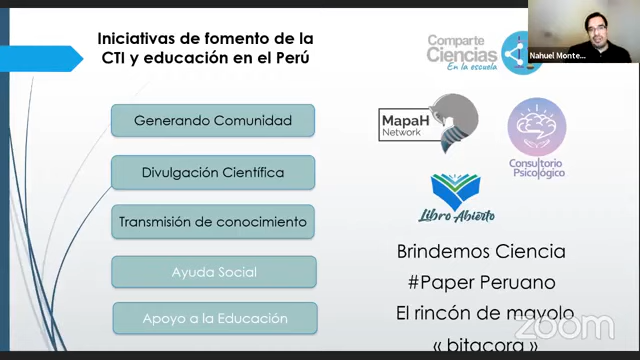 Iniciativas de fomento de la
CTI y educación en el Perú
Generando Comunidad
Divulgación Científica
Transmisión de conocimiento
Ayuda Social
Apoyo a la Educación
Comparte
Ciencias
En la escuela
MapaH
Network
Consultorio
Psicológico
Libro Abierto
Brindemos Ciencia
#Paper Peruano
El rincón de mayolo
« bitacora »
Nahuel Monte...
zoom